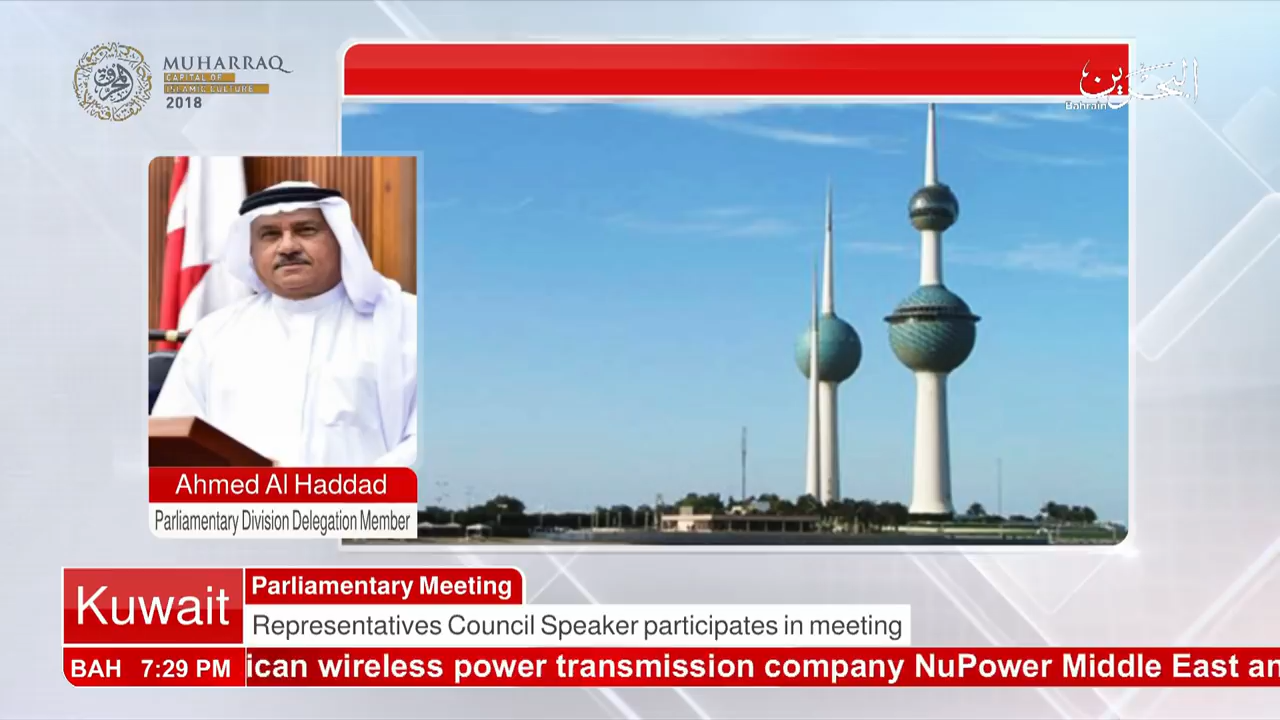 MUHARRAQ
CAPITAL OF
ISLAMIC CULTURE
2018
البحرين
Bahrain
Ahmed Al Haddad
Parliamentary Division Delegation Member
Kuwait
Parliamentary Meeting
Representatives Council Speaker participates in meeting
BAH 7:29 PM
ican wireless power transmission company NuPower Middle East an